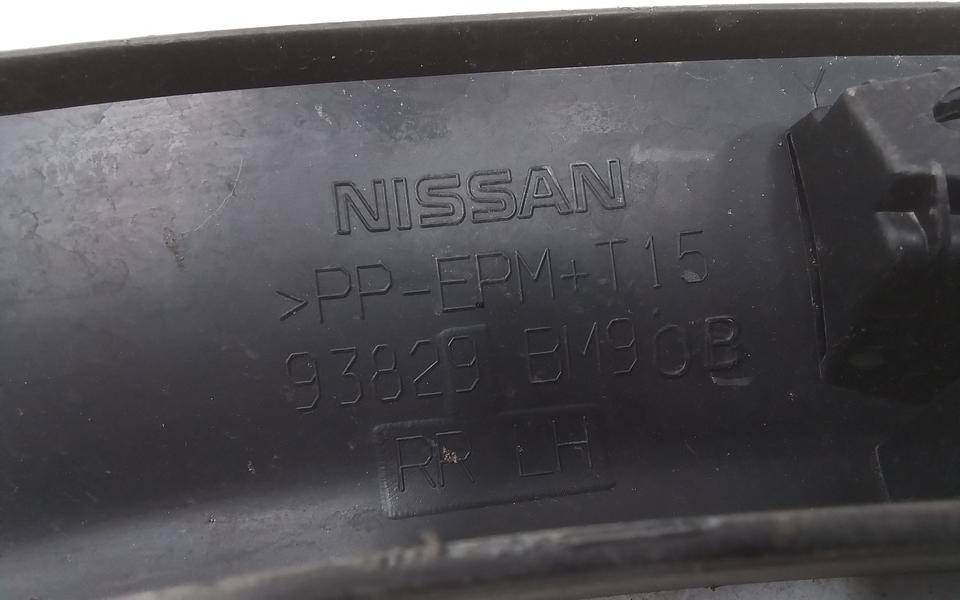 NISSAN
>PP-EPM+T15
93829 BM90B
RR LH